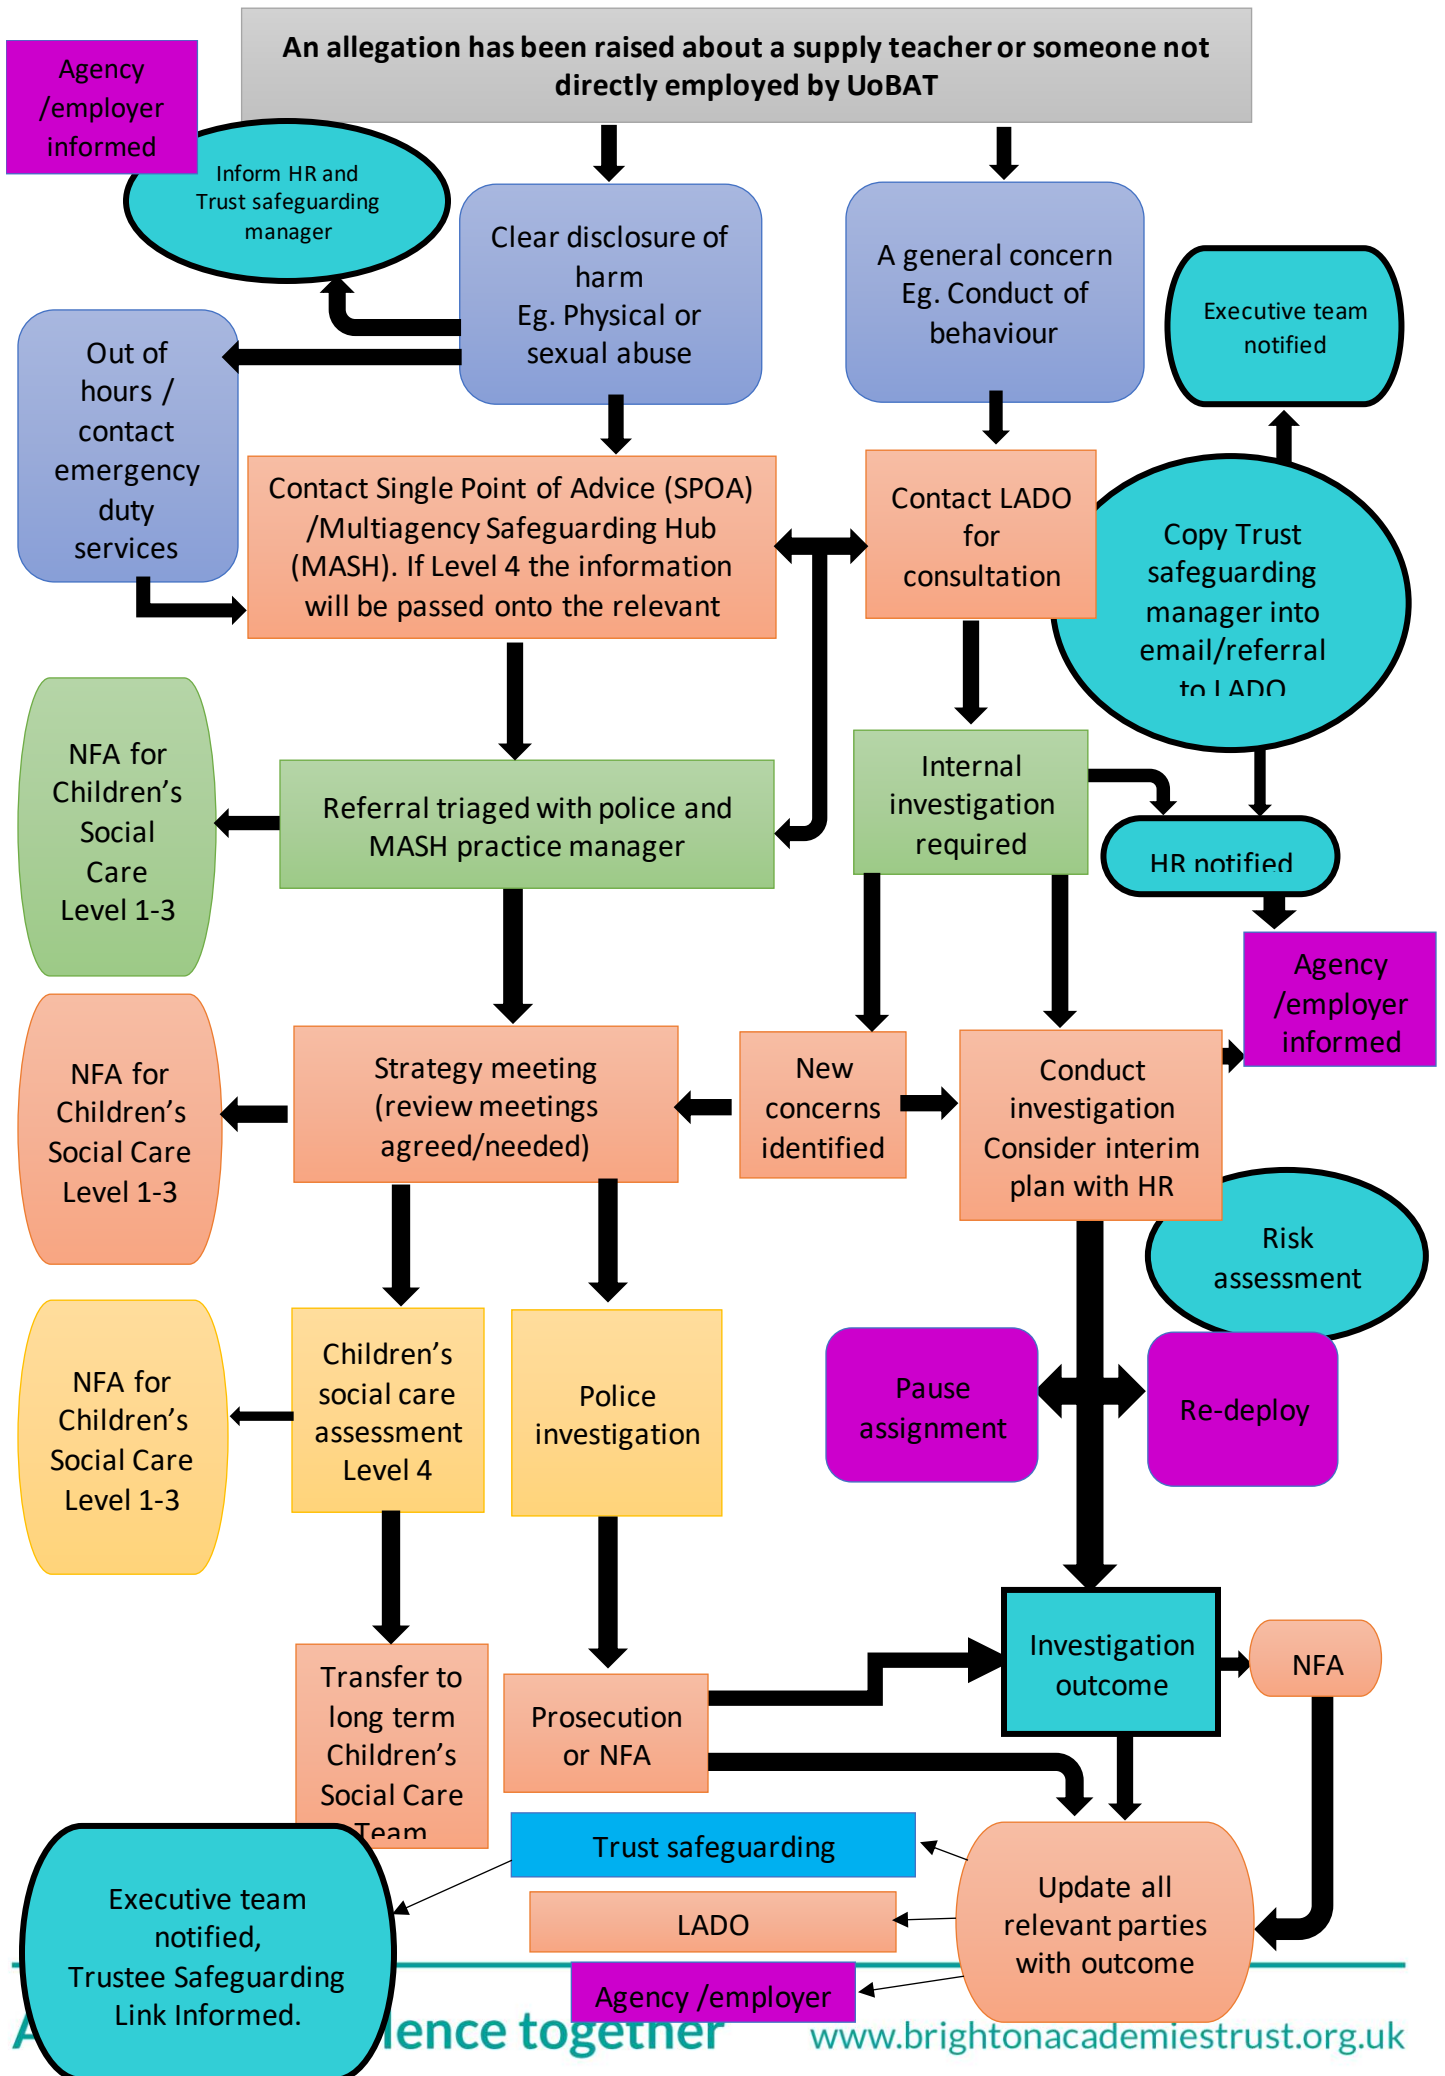 An allegation has been raised about a supply teacher or someone not
directly employed by UoBAT
Agency
/employer
informed
Inform HR and
Trust safeguarding
manager
Clear disclosure of
harm
Eg. Physical or
sexual abuse
A general concern
Eg. Conduct of
behaviour
Executive team
notified
Out of
hours /
contact
emergency
duty
services
Contact Single Point of Advice (SPOA)
/Multiagency Safeguarding Hub
(MASH). If Level 4 the information
will be passed onto the relevant
Contact LADO
for
consultation
Copy Trust
safeguarding
manager into
email/referral
to LADO
NFA for
Children’s
Social
Care
Level 1-3
Referral triaged with police and
MASH practice manager
Internal
investigation
required
HR notified
Agency
/employer
informed
NFA for
Children’s
Social Care
Level 1-3
Strategy meeting
(review meetings
agreed/needed)
New
concerns
identified
Conduct
investigation
Consider interim
plan with HR
Risk
assessment
NFA for
Children’s
Social Care
Level 1-3
Children’s
social care
assessment
Level 4
Police
investigation
Pause
assignment
Re-deploy
Transfer to
long term
Children’s
Social Care
Team
Prosecution
or NFA
Investigation
outcome
NFA
Trust safeguarding
LADO
Agency /employer
Update all
relevant parties
with outcome
Executive team
notified,
Trustee Safeguarding
Link Informed.
together
www.brightonacademiestrust.org.uk